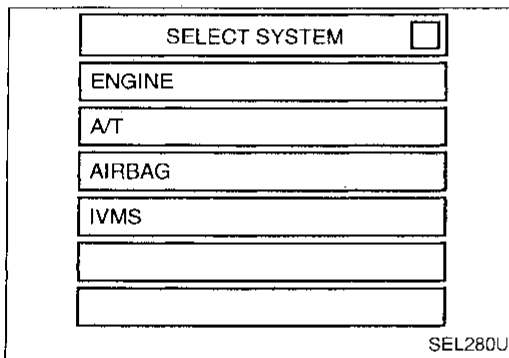 SELECT SYSTEM
ENGINE
A/T
AIRBAG
IVMS
SEL280U